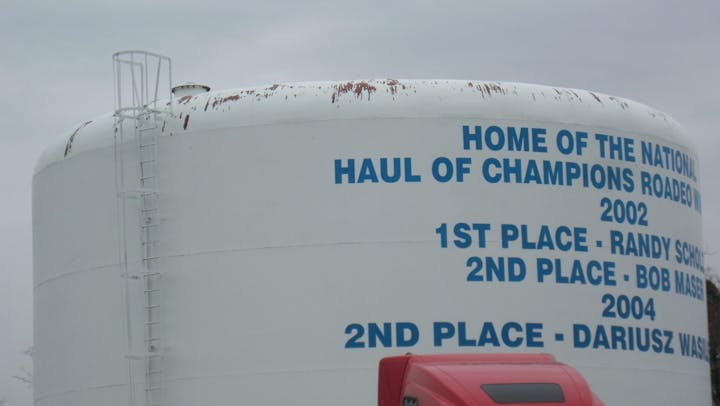 HOME OF THE NATIONAL
HAUL OF CHAMPIONS ROADEO
2002
1ST PLACE - RANDY
2ND PLACE - BOB MASER
2004
2ND PLACE - DARIUSZ